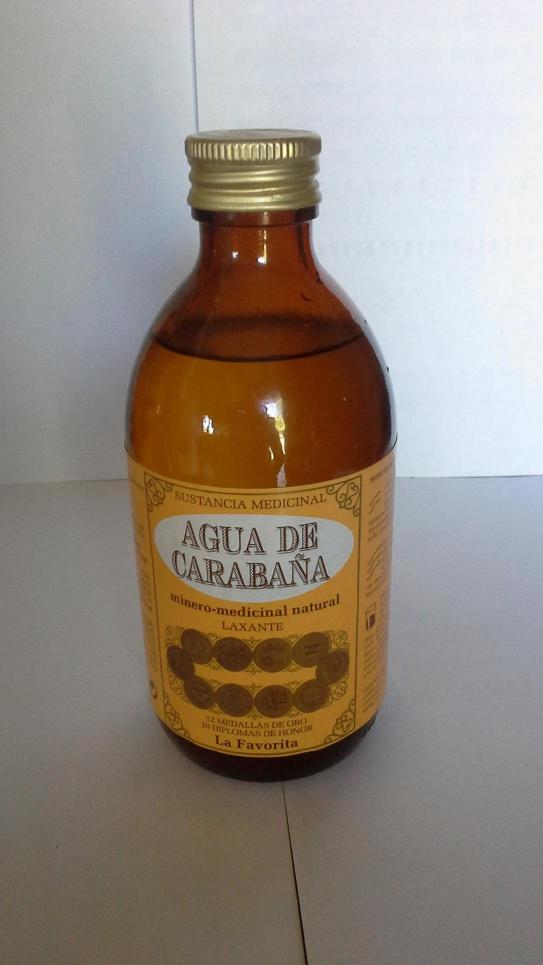 SUSTANCIA MEDICINAL
AGUA DE
CARABAÑA
minero-medicinal natural
LAXANTE
12 MEDALLAS DE ORO
10 DIPLOMAS DE HONOR
La Favorita